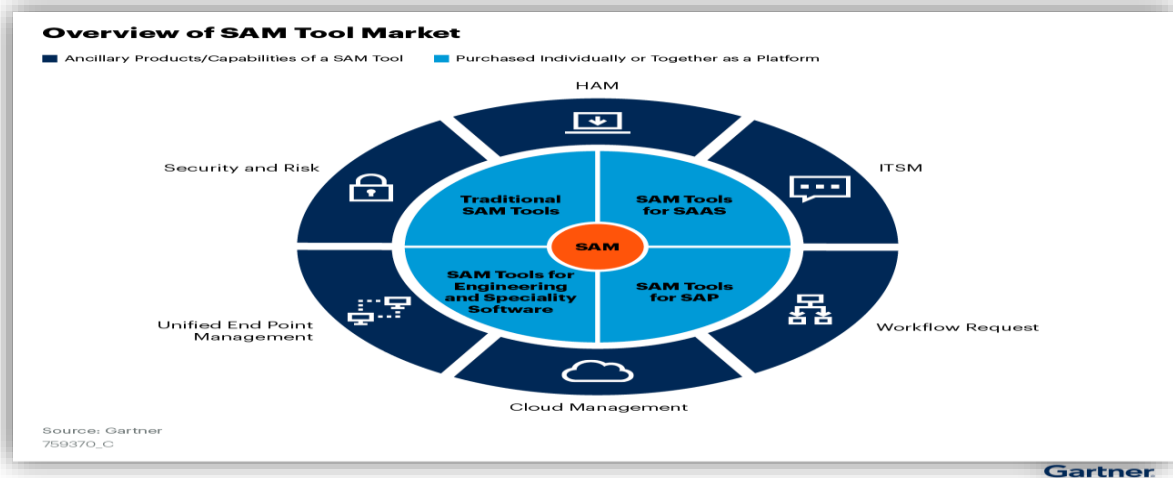 Overview of SAM Tool Market
Ancillary Products/Capabilities of a SAM Tool
Purchased Individually or Together as a Platform
HAM
Security and Risk
ITSM
Traditional
SAM Tools
SAM Tools
for SAAS
SAM
SAM Tools for
Engineering
and Speciality
Software
SAM Tools
for SAP
Unified End Point
Management
Workflow Request
Cloud Management
Source: Gartner
759370_C
Gartner